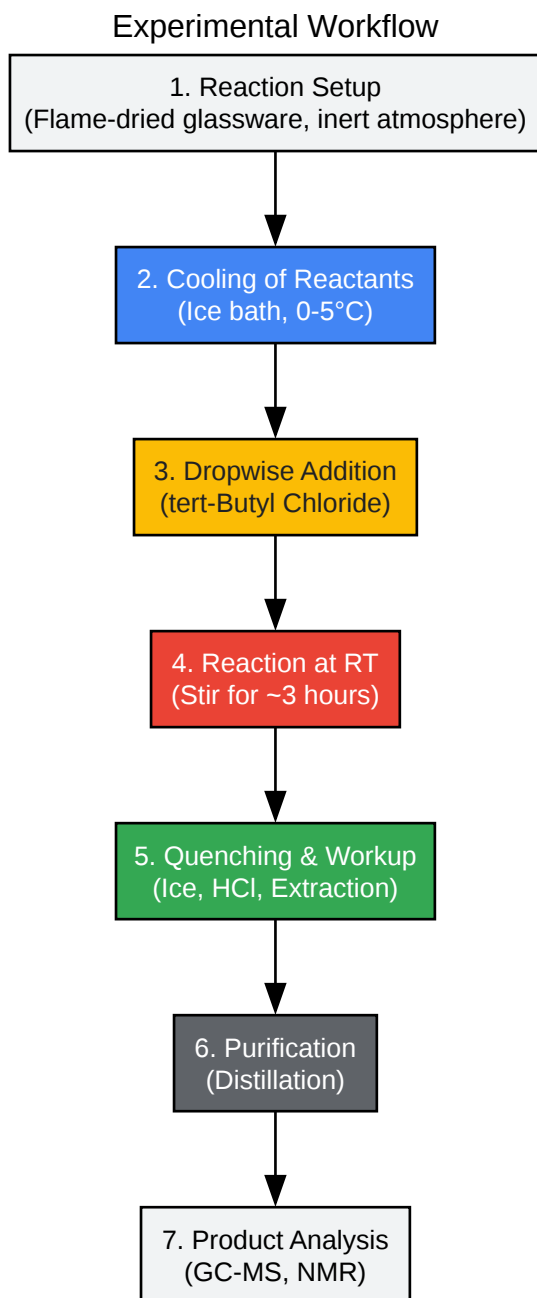 Experimental Workflow
1. Reaction Setup
(Flame-dried glassware, inert atmosphere)
2. Cooling of Reactants
(Ice bath, 0-5°C)
3. Dropwise Addition
(tert-Butyl Chloride)
4. Reaction at RT
(Stir for ~3 hours)
5. Quenching & Workup
(Ice, HCl, Extraction)
6. Purification
(Distillation)
7. Product Analysis
(GC-MS, NMR)